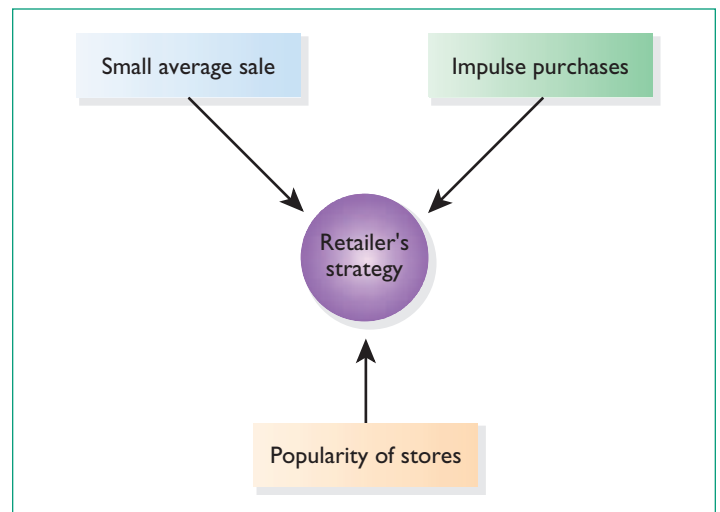 Small average sale
Impulse purchases
Retailer's
strategy
Popularity of stores